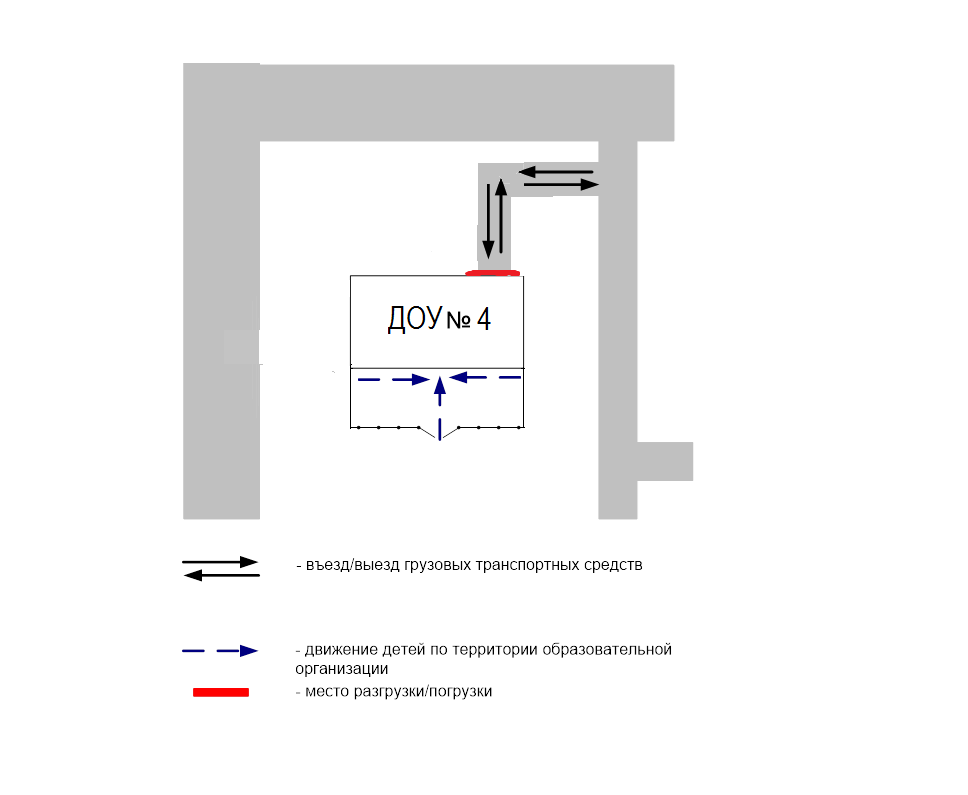 ДОУ № 4
- въезд/выезд грузовых транспортных средств
- движение детей по территории образовательной
организации
- место разгрузки/погрузки